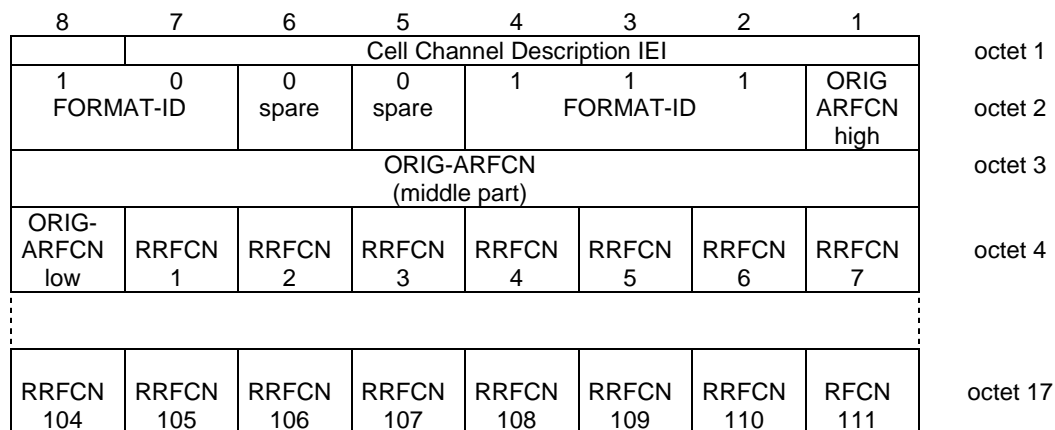 8 7 6 5 4 3 2 1
Cell Channel Description IEI octet 1
1 0 0 0 1 1 1 ORIG
FORMAT-ID spare spare FORMAT-ID ARFCN octet 2
high
ORIG-ARFCN octet 3
(middle part)
ORIG-
ARFCN RRFCN RRFCN RRFCN RRFCN RRFCN RRFCN RRFCN octet 4
low 1 2 3 4 5 6 7
RRFCN RRFCN RRFCN RRFCN RRFCN RRFCN RRFCN RFCN octet 17
104 105 106 107 108 109 110 111